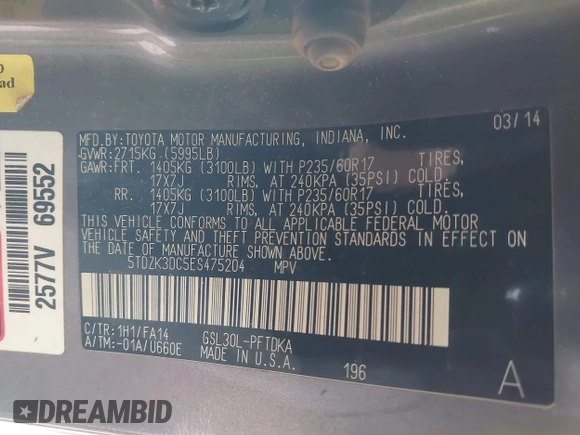 ad
2577V 69552
MFD.BY:TOYOTA MOTOR MANUFACTURING, INDIANA, INC. 03/14
GVWR:2715KG (5995LB)
GAWR:FRT. 1405KG (3100LB) WITH P235/60R17 TIRES,
17X7J RIMS, AT 240KPA (35PSI) COLD.
RR. 1405KG (3100LB) WITH P235/60R17 TIRES,
17X7J RIMS, AT 240KPA (35PSI) COLD.
THIS VEHICLE CONFORMS TO ALL APPLICABLE FEDERAL MOTOR
VEHICLE SAFETY AND THEFT PREVENTION STANDARDS IN EFFECT ON
THE DATE OF MANUFACTURE SHOWN ABOVE.
5TDZK3DC5ES475204 MPV
C/TR:1H1/FA14 GSL30L-PFTDKA
A/TM:-01A/U660E MADE IN U.S.A. 196 A
DREAMBID